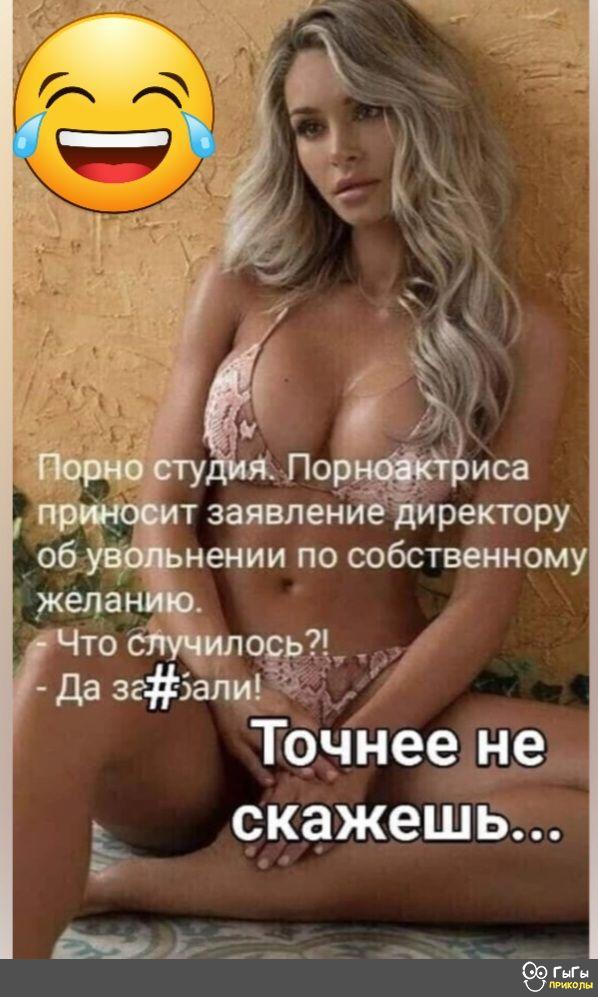 Порно студия. Порноактриса
приносит заявление директору
об увольнении по собственному
желанию.
- Что случилось?!
- Да за#бали!
Точнее не
скажешь...
ГыГы
приколы